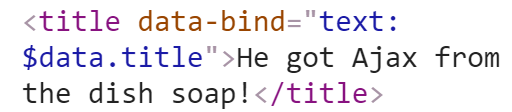 <title data-bind="text:
$data.title">He got Ajax from
the dish soap!</title>